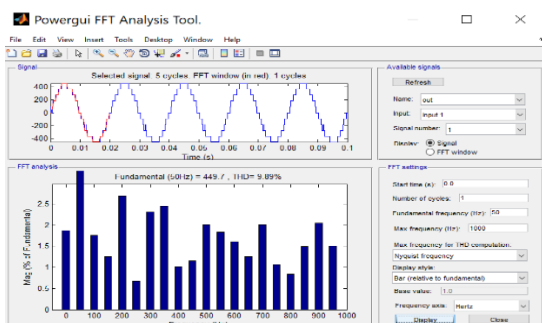 Powergui FFT Analysis Tool.
File Edit View Insert Tools Desktop Window Help
Signal
Selected signal: 5 cycles. FFT window (in red): 1 cycles
400
200
0
-200
-400
0 0.01 0.02 0.03 0.04 0.05 0.06 0.07 0.08 0.09 0.1
Time (s)
FFT analysis
Fundamental (50Hz) = 449.7 , THD= 9.89%
Mag (% of Fundamental)
2.5
2
1.5
1
0.5
0
0 100 200 300 400 500 600 700 800 900 1000
Available signals
Refresh
Name: out
Input: input 1
Signal number: 1
Display: Signal
FFT window
FFT settings
Start time (s): 0.0
Number of cycles: 1
Fundamental frequency (Hz): 50
Max frequency (Hz): 1000
Max frequency for THD computation:
Nyquist frequency
Display style:
Bar (relative to fundamental)
Base value: 1.0
Frequency axis: Hertz
Display Close